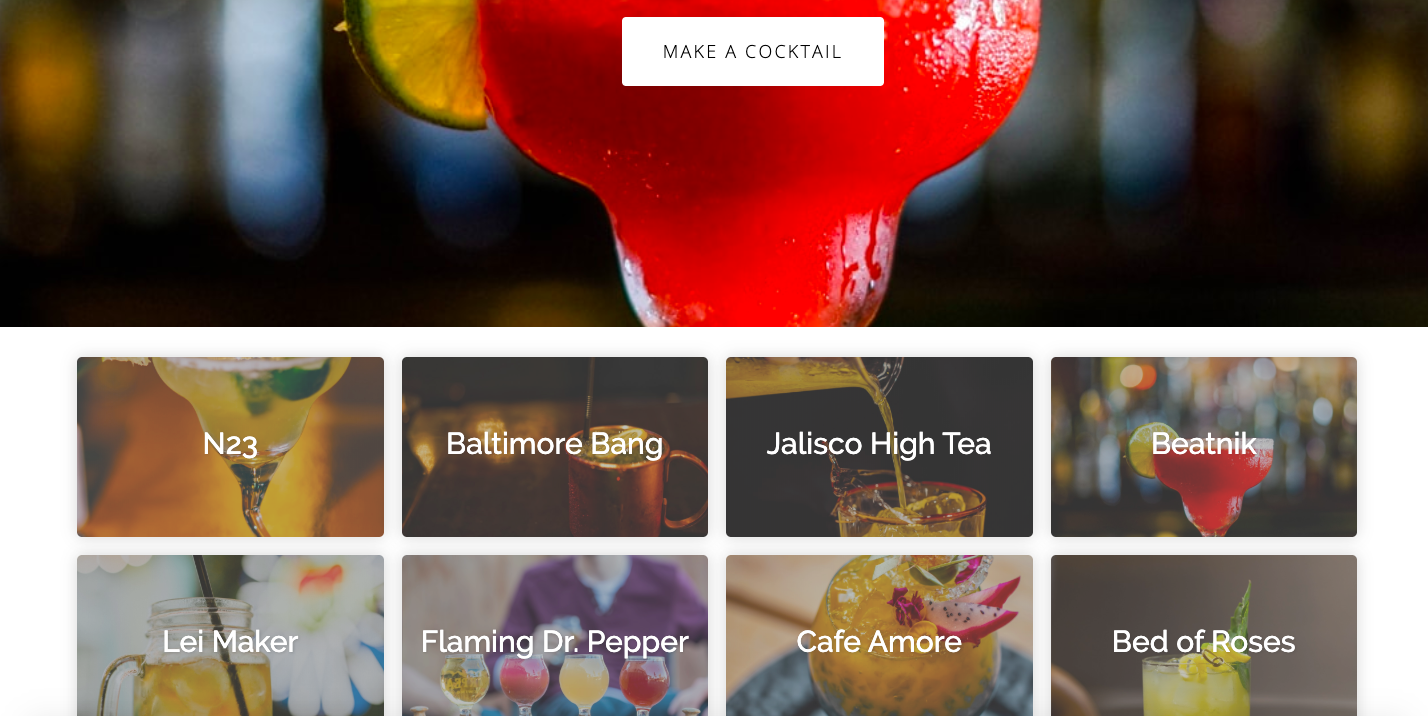 MAKE A COCKTAIL
N23
Baltimore Bang
Jalisco High Tea
Beatnik
Lei Maker
Flaming Dr. Pepper
Cafe Amore
Bed of Roses